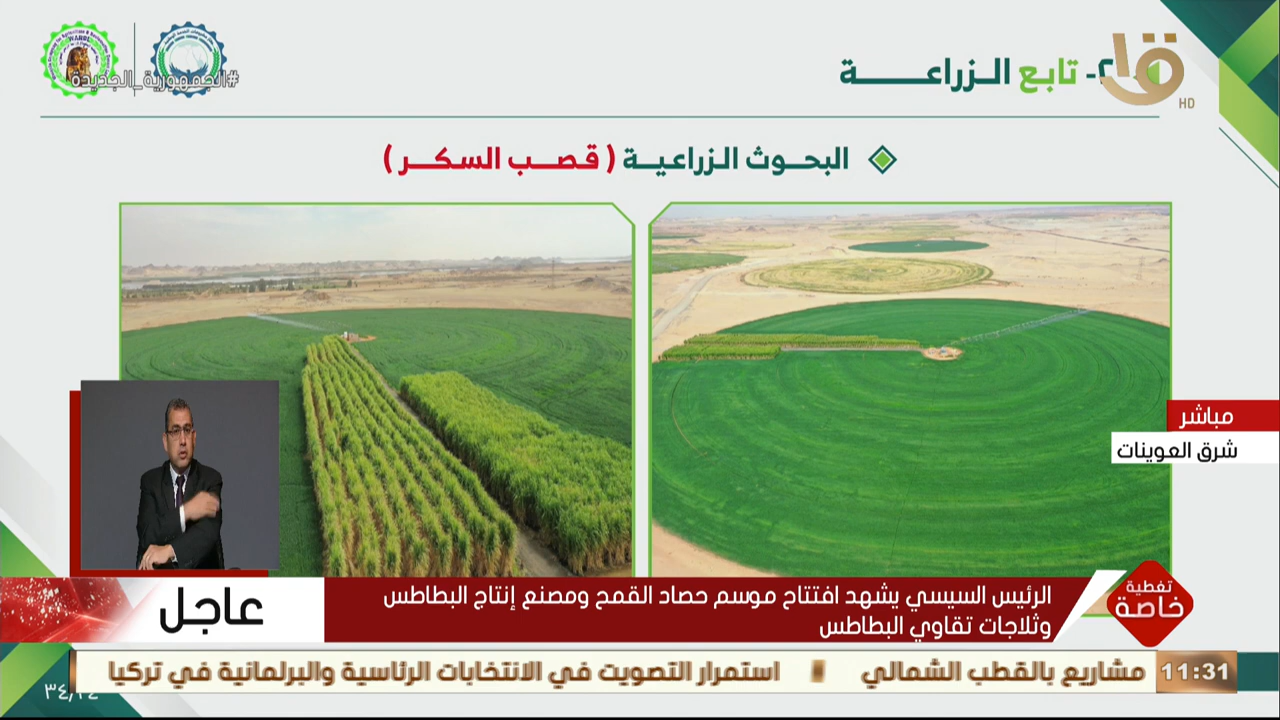 #الجمهورية_الجديدة
تابع الزراعة
HD
البحوث الزراعية ( قصب السكر )
مباشر
شرق العوينات
تغطية
خاصة
عاجل
الرئيس السيسي يشهد افتتاح موسم حصاد القمح ومصنع إنتاج البطاطس
وثلاجات تقاوي البطاطس
11:31
مشاريع بالقطب الشمالي
استمرار التصويت في الانتخابات الرئاسية والبرلمانية في تركيا